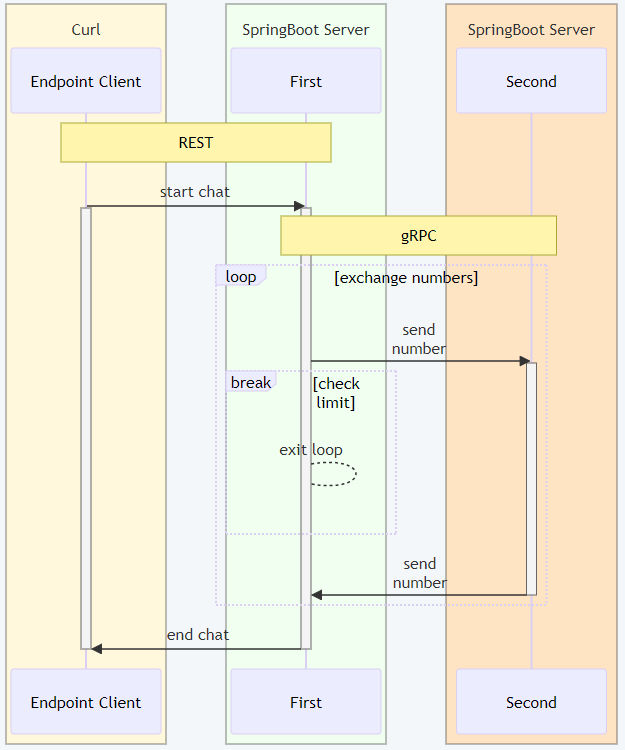 Curl
SpringBoot Server
SpringBoot Server
Endpoint Client
First
Second
REST
start chat
gRPC
loop
[exchange numbers]
send
number
break
[check
limit]
exit loop
send
number
end chat
Endpoint Client
First
Second